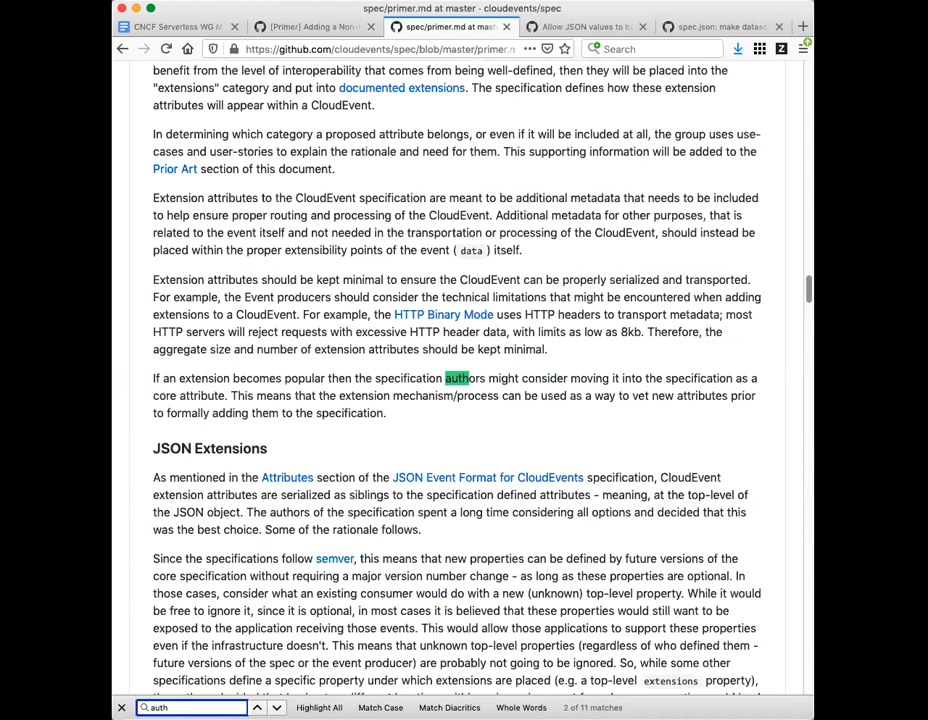 spec/primer.md at master · cloudevents/spec
CNCF Serverless WG M
[Primer] Adding a Non-
spec/primer.md at mast
Allow JSON values to b
spec.json: make datasc
https://github.com/cloudevents/spec/blob/master/primer.
Search
benefit from the level of interoperability that comes from being well-defined, then they will be placed into the
"extensions" category and put into documented extensions. The specification defines how these extension
attributes will appear within a CloudEvent.
In determining which category a proposed attribute belongs, or even if it will be included at all, the group uses use-
cases and user-stories to explain the rationale and need for them. This supporting information will be added to the
Prior Art section of this document.
Extension attributes to the CloudEvent specification are meant to be additional metadata that needs to be included
to help ensure proper routing and processing of the CloudEvent. Additional metadata for other purposes, that is
related to the event itself and not needed in the transportation or processing of the CloudEvent, should instead be
placed within the proper extensibility points of the event ( data ) itself.
Extension attributes should be kept minimal to ensure the CloudEvent can be properly serialized and transported.
For example, the Event producers should consider the technical limitations that might be encountered when adding
extensions to a CloudEvent. For example, the HTTP Binary Mode uses HTTP headers to transport metadata; most
HTTP servers will reject requests with excessive HTTP header data, with limits as low as 8kb. Therefore, the
aggregate size and number of extension attributes should be kept minimal.
If an extension becomes popular then the specification authors might consider moving it into the specification as a
core attribute. This means that the extension mechanism/process can be used as a way to vet new attributes prior
to formally adding them to the specification.
JSON Extensions
As mentioned in the Attributes section of the JSON Event Format for CloudEvents specification, CloudEvent
extension attributes are serialized as siblings to the specification defined attributes - meaning, at the top-level of
the JSON object. The authors of the specification spent a long time considering all options and decided that this
was the best choice. Some of the rationale follows.
Since the specifications follow semver, this means that new properties can be defined by future versions of the
core specification without requiring a major version number change - as long as these properties are optional. In
those cases, consider what an existing consumer would do with a new (unknown) top-level property. While it would
be free to ignore it, since it is optional, in most cases it is believed that these properties would still want to be
exposed to the application receiving those events. This would allow those applications to support these properties
even if the infrastructure doesn't. This means that unknown top-level properties (regardless of who defined them -
future versions of the spec or the event producer) are probably not going to be ignored. So, while some other
specifications define a specific property under which extensions are placed (e.g. a top-level extensions property),
auth
Highlight All
Match Case
Match Diacritics
Whole Words
2 of 11 matches